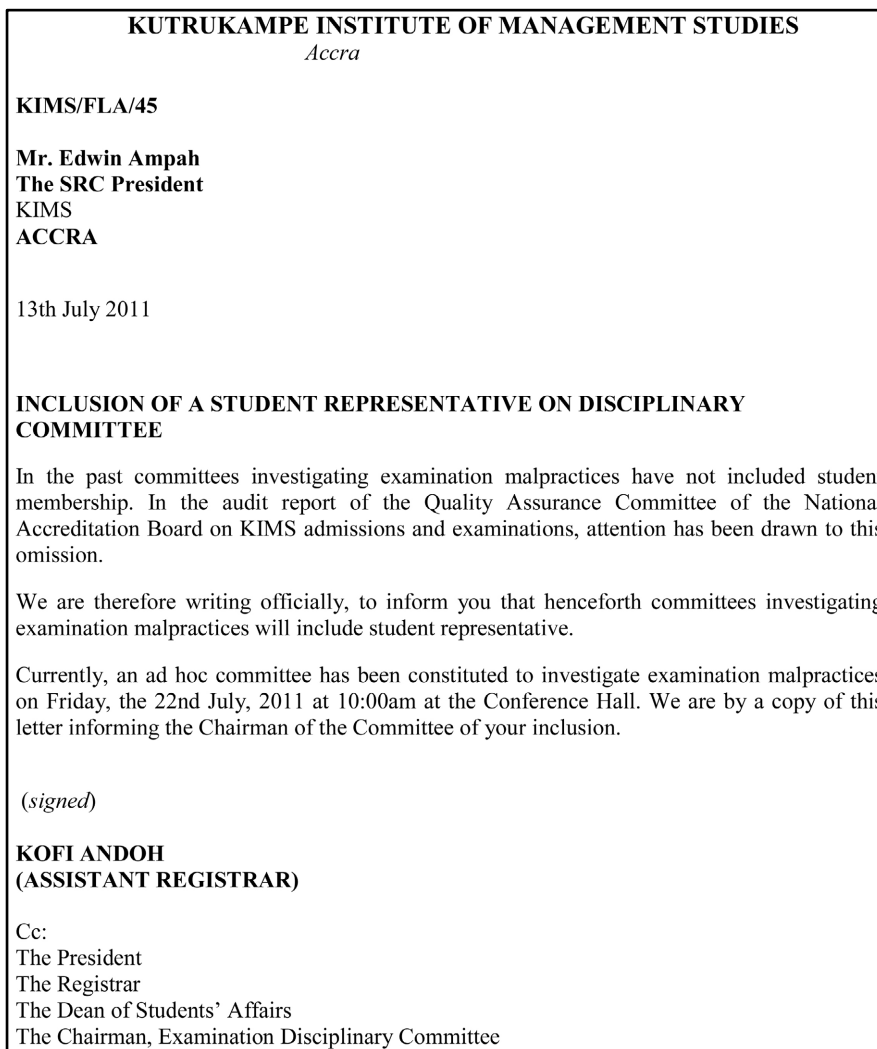 KUTRUKAMPE INSTITUTE OF MANAGEMENT STUDIES
Accra
KIMS/FLA/45
Mr. Edwin Ampah
The SRC President
KIMS
ACCRA
13th July 2011
INCLUSION OF A STUDENT REPRESENTATIVE ON DISCIPLINARY
COMMITTEE
In the past committees investigating examination malpractices have not included studen
membership. In the audit report of the Quality Assurance Committee of the Nationa
Accreditation Board on KIMS admissions and examinations, attention has been drawn to this
omission.
We are therefore writing officially, to inform you that henceforth committees investigating
examination malpractices will include student representative.
Currently, an ad hoc committee has been constituted to investigate examination malpractices
on Friday, the 22nd July, 2011 at 10:00am at the Conference Hall. We are by a copy of this
letter informing the Chairman of the Committee of your inclusion.
(signed)
KOFI ANDOH
(ASSISTANT REGISTRAR)
Cc:
The President
The Registrar
The Dean of Students’ Affairs
The Chairman, Examination Disciplinary Committee